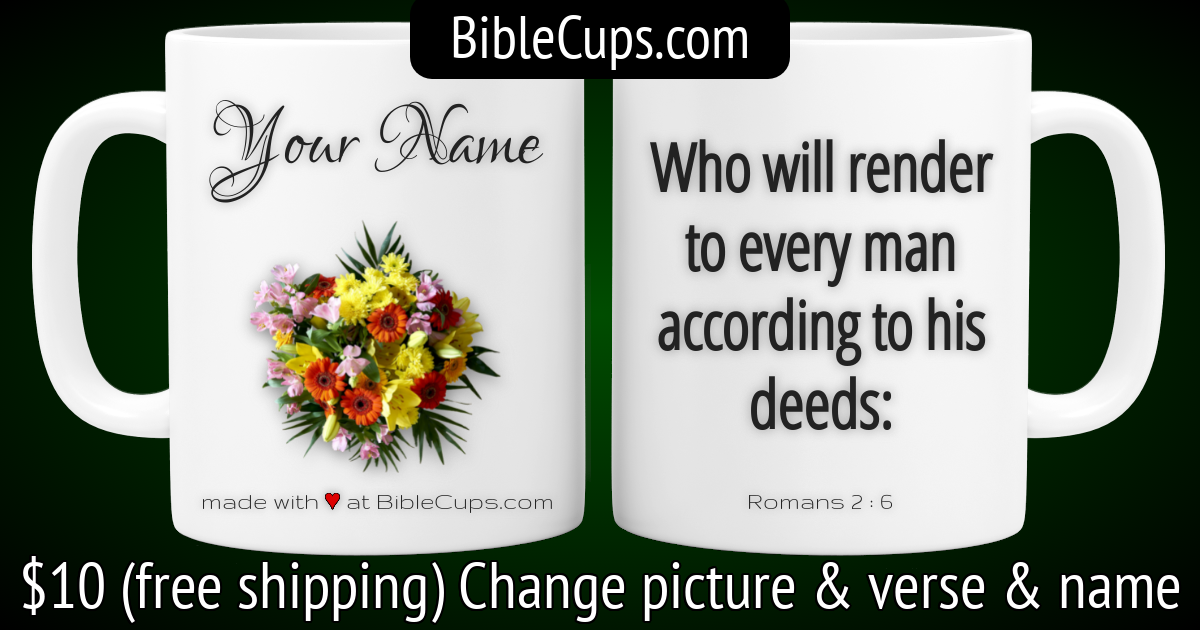 BibleCups.com
Your Name
made with ♥ at BibleCups.com
Who will render
to every man
according to his
deeds:
Romans 2 : 6
$10 (free shipping) Change picture & verse & name